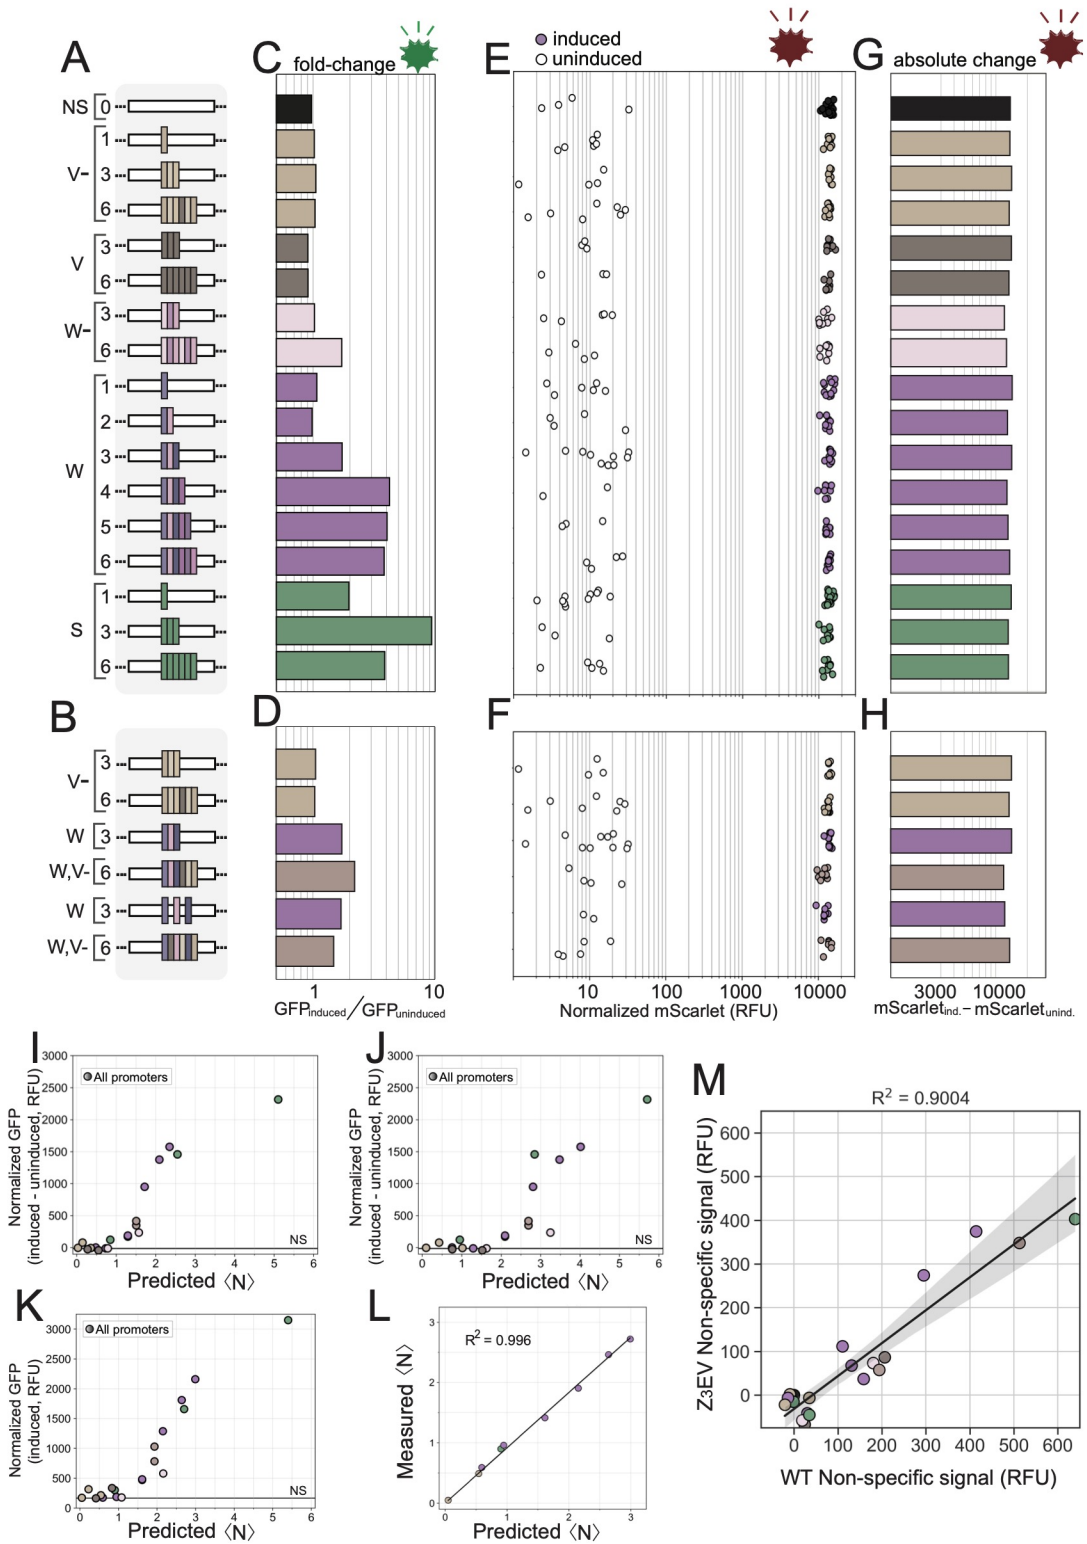 A
NS
0
V-
1
3
6
V
3
6
W-
3
6
W
1
2
3
4
5
6
S
1
3
6
C
fold-change
E
induced
uninduced
G
absolute change
B
V-
3
6
W
3
W,V-
6
W
3
W,V-
6
D
1
10
GFPinduced/GFPuninduced
F
10
100
1000
10000
Normalized mScarlet (RFU)
H
3000
10000
mScarletind.- mScarletunind.
I
Normalized GFP
(induced - uninduced, RFU)
3000
2500
2000
1500
1000
500
0
All promoters
NS
0
1
2
3
4
5
6
Predicted ⟨N⟩
J
Normalized GFP
(induced - uninduced, RFU)
3000
2500
2000
1500
1000
500
0
All promoters
NS
0
1
2
3
4
5
6
Predicted ⟨N⟩
K
Normalized GFP
(induced, RFU)
3000
2500
2000
1500
1000
500
0
All promoters
NS
0
1
2
3
4
5
6
Predicted ⟨N⟩
L
Measured ⟨N⟩
3
2
1
0
R² = 0.996
0
1
2
3
Predicted ⟨N⟩
M
R² = 0.9004
Z3EV Non-specific signal (RFU)
600
500
400
300
200
100
0
0
100
200
300
400
500
600
WT Non-specific signal (RFU)